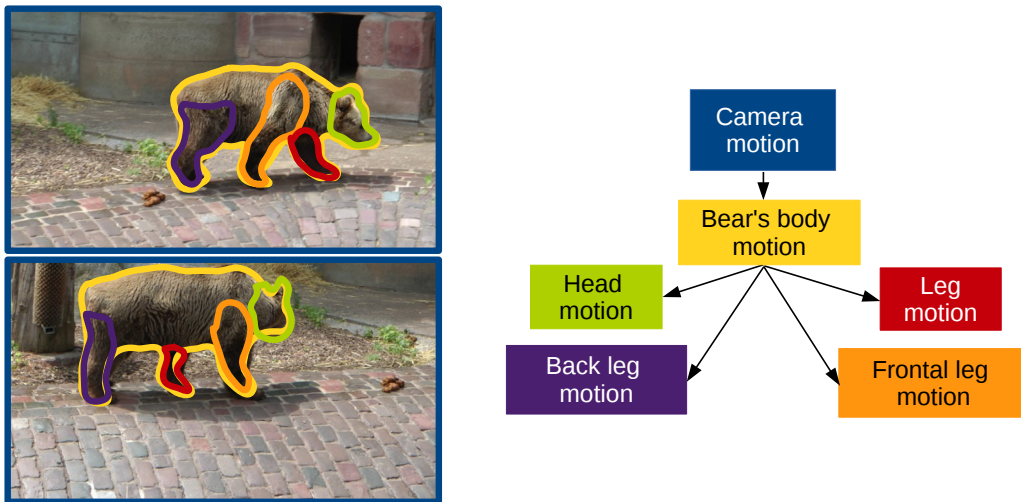 Camera
motion
Bear's body
motion
Head
motion
Leg
motion
Back leg
motion
Frontal leg
motion